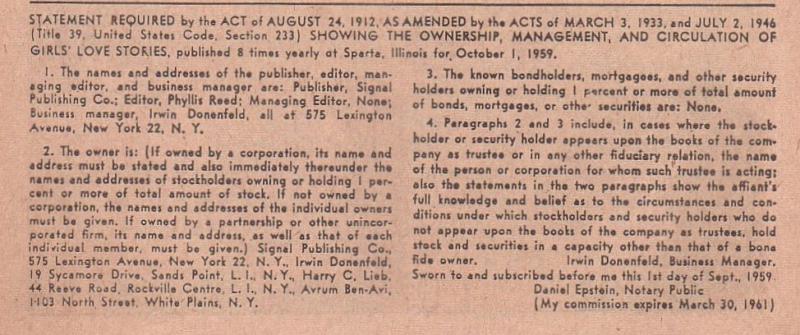 STATEMENT REQUIRED by the ACT of AUGUST 24, 1912, AS AMENDED by the ACTS of MARCH 3, 1933, and JULY 2, 1946
(Title 39, United States Code, Section 233) SHOWING THE OWNERSHIP, MANAGEMENT, AND CIRCULATION OF
GIRLS' LOVE STORIES, published 8 times yearly at Sparta, Illinois for October 1, 1959.
1. The names and addresses of the publisher, editor, man-
aging editor, and business manager are: Publisher, Signal
Publishing Co.; Editor, Phyllis Reed; Managing Editor, None;
Business manager, Irwin Donenfeld, all at 575 Lexington
Avenue, New York 22, N. Y.
2. The owner is: (If owned by a corporation, its name and
address must be stated and also immediately thereunder the
names and addresses of stockholders owning or holding 1 per-
cent or more of total amount of stock. If not owned by a
corporation, the names and addresses of the individual owners
must be given. If owned by a partnership or other unincor-
porated firm, its name and address, as well as that of each
individual member, must be given.) Signal Publishing Co.,
575 Lexington Avenue, New York 22, N. Y., Irwin Donenfeld,
19 Sycamore Drive, Sands Point, L. I., N. Y., Harry C. Lieb,
44 Reeve Road, Rockville Centre, L. I., N. Y., Avrum Ben-Avi,
1103 North Street, White Plains, N. Y.
3. The known bondholders, mortgagees, and other security
holders owning or holding 1 percent or more of total amount
of bonds, mortgages, or other securities are: None.
4. Paragraphs 2 and 3 include, in cases where the stock-
holder or security holder appears upon the books of the com-
pany as trustee or in any other fiduciary relation, the name
of the person or corporation for whom such trustee is acting;
also the statements in the two paragraphs show the affiant's
full knowledge and belief as to the circumstances and con-
ditions under which stockholders and security holders who do
not appear upon the books of the company as trustees, hold
stock and securities in a capacity other than that of a bona
fide owner. Irwin Donenfeld, Business Manager.
Sworn to and subscribed before me this 1st day of Sept., 1959
Daniel Epstein, Notary Public
(My commission expires March 30, 1961)